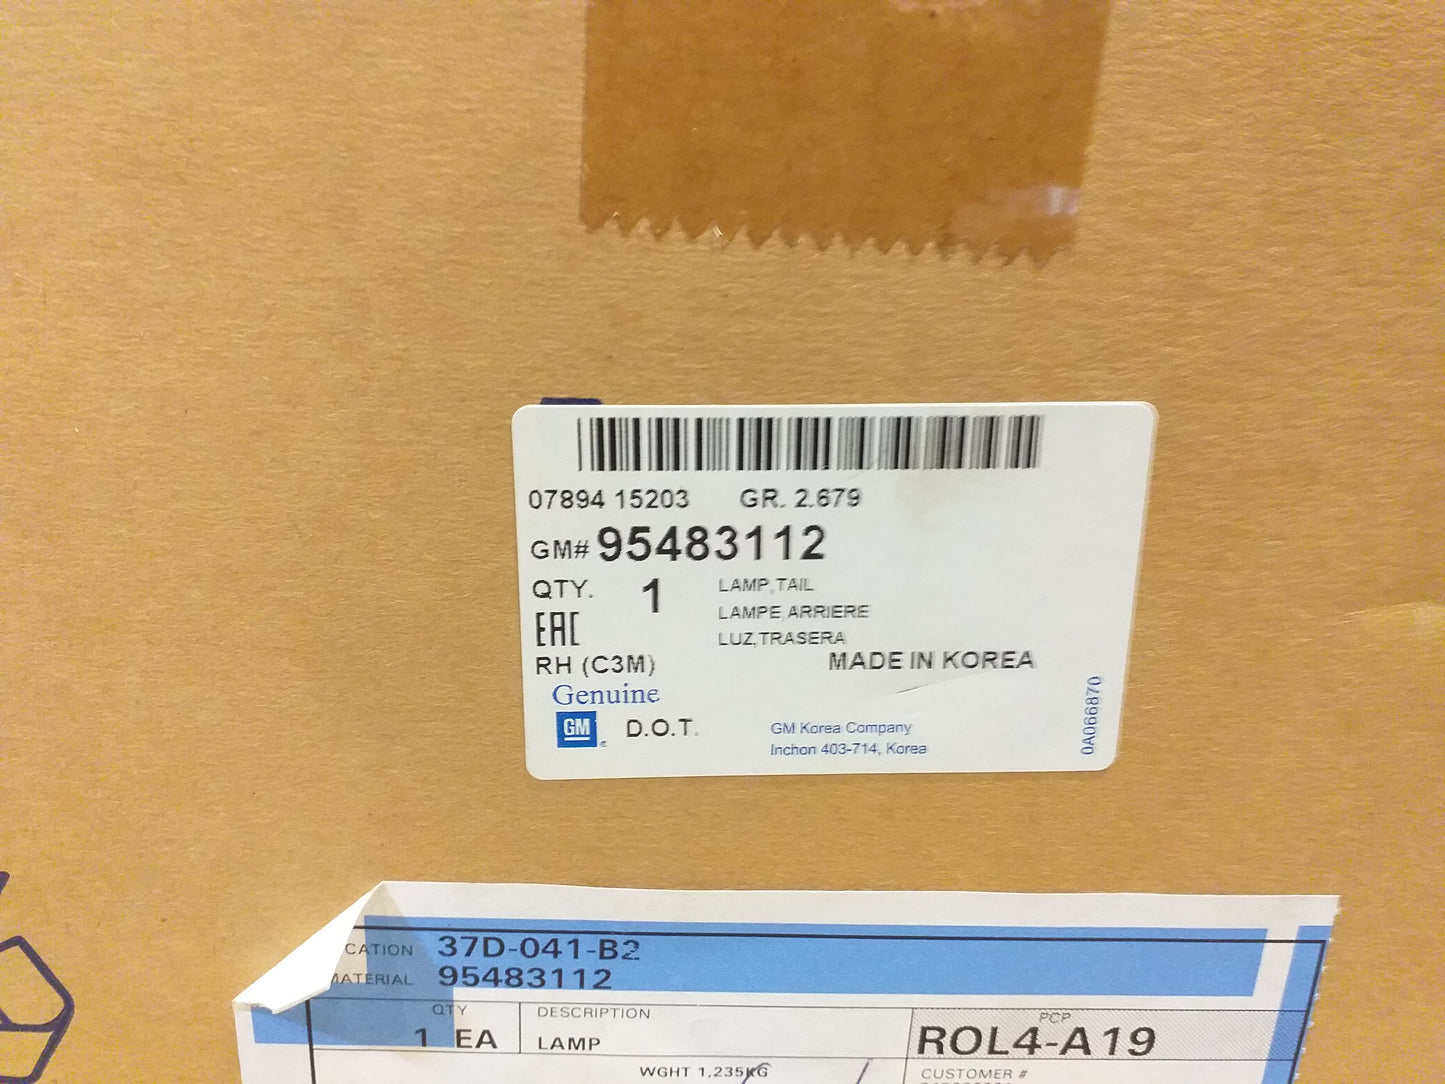 07894 15203 GR. 2.679
GM# 95483112
QTY. 1 LAMP,TAIL
LAMPE,ARRIERE
EAC
LUZ,TRASERA
RH (C3M) MADE IN KOREA
Genuine
GM D.O.T.
GM Korea Company
Inchon 403-714, Korea
0A066870
CATION 37D-041-B2
MATERIAL 95483112
QTY DESCRIPTION PCP
1 EA LAMP ROL4-A19
WGHT 1,235KG CUSTOMER #